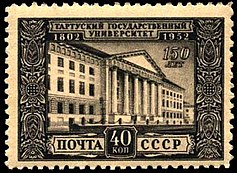 ТАРТУСКИЙ ГОСУДАРСТВЕННЫЙ
УНИВЕРСИТЕТ
1802 1952
150
ЛЕТ
ПОЧТА 40 КОП СССР